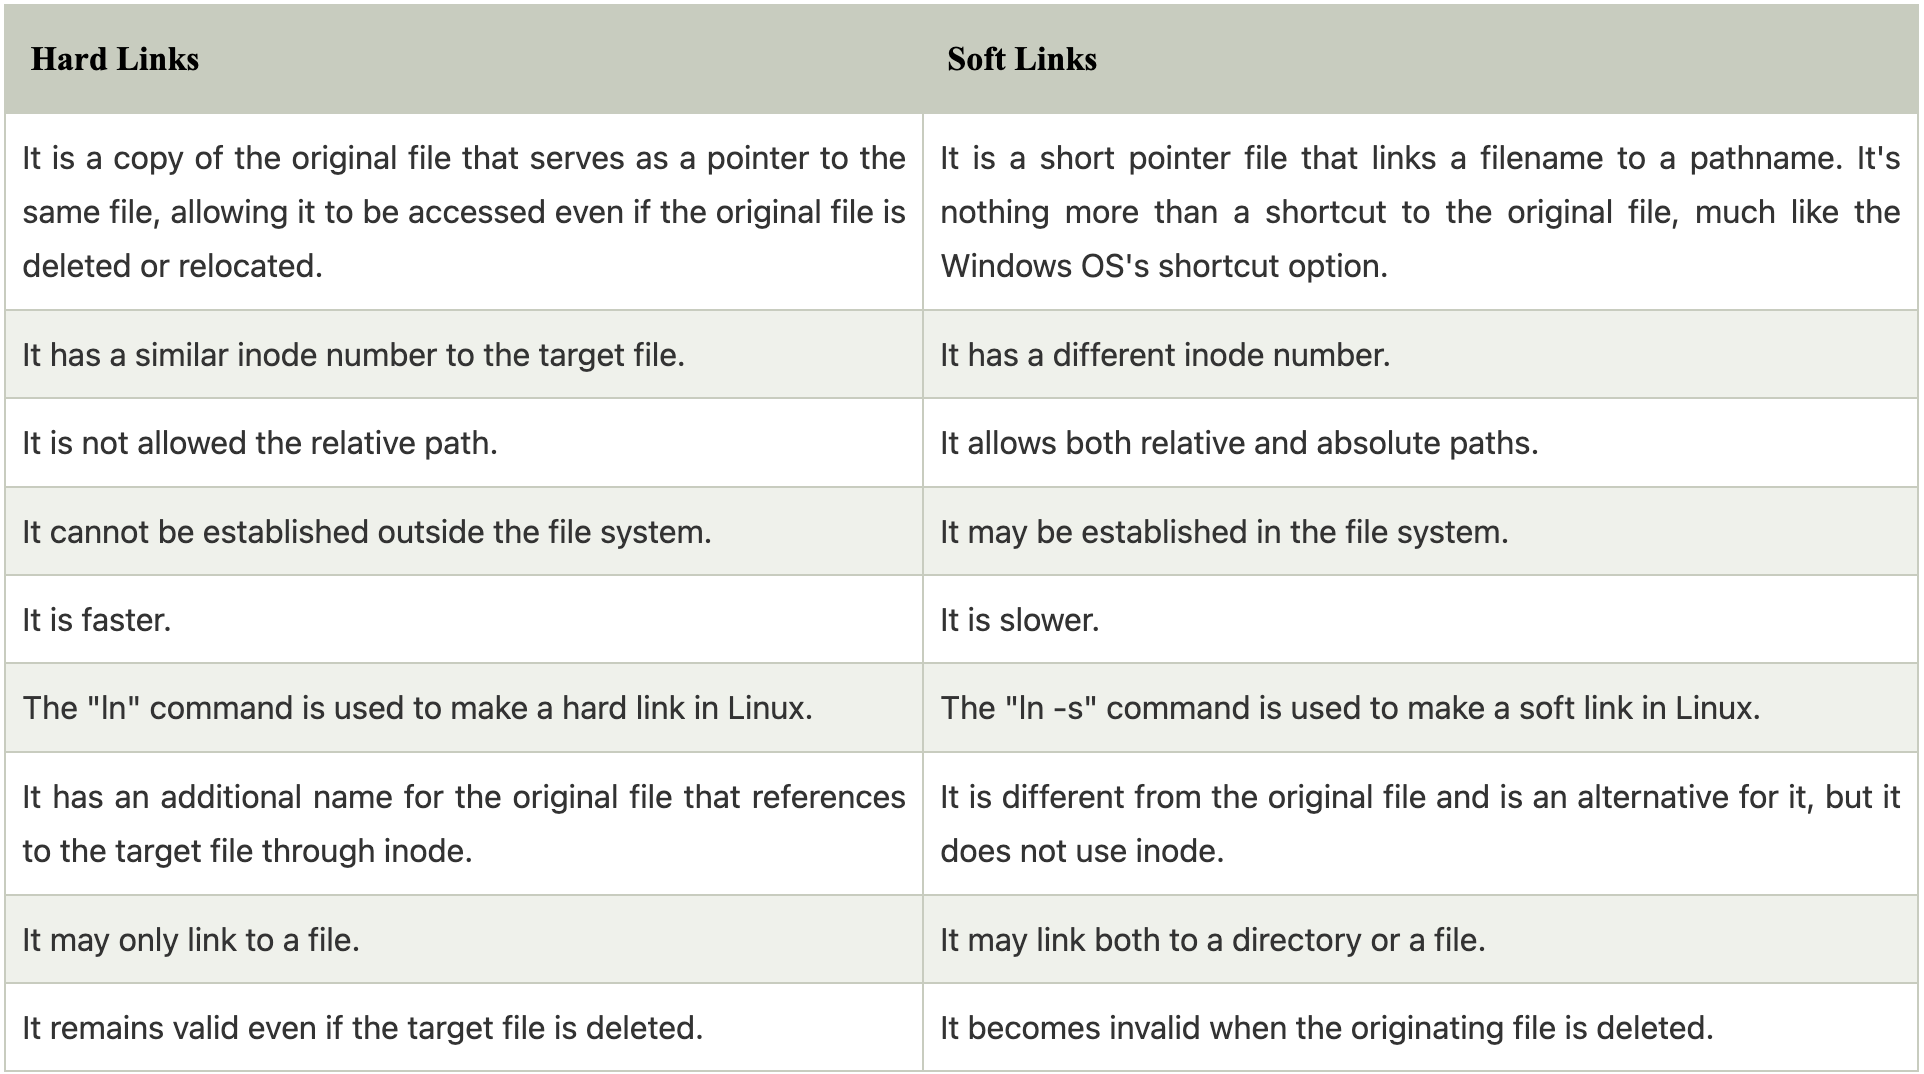 Hard Links
Soft Links
It is a copy of the original file that serves as a pointer to the
same file, allowing it to be accessed even if the original file is
deleted or relocated.
It is a short pointer file that links a filename to a pathname. It's
nothing more than a shortcut to the original file, much like the
Windows OS's shortcut option.
It has a similar inode number to the target file.
It has a different inode number.
It is not allowed the relative path.
It allows both relative and absolute paths.
It cannot be established outside the file system.
It may be established in the file system.
It is faster.
It is slower.
The "ln" command is used to make a hard link in Linux.
The "ln -s" command is used to make a soft link in Linux.
It has an additional name for the original file that references
to the target file through inode.
It is different from the original file and is an alternative for it, but it
does not use inode.
It may only link to a file.
It may link both to a directory or a file.
It remains valid even if the target file is deleted.
It becomes invalid when the originating file is deleted.